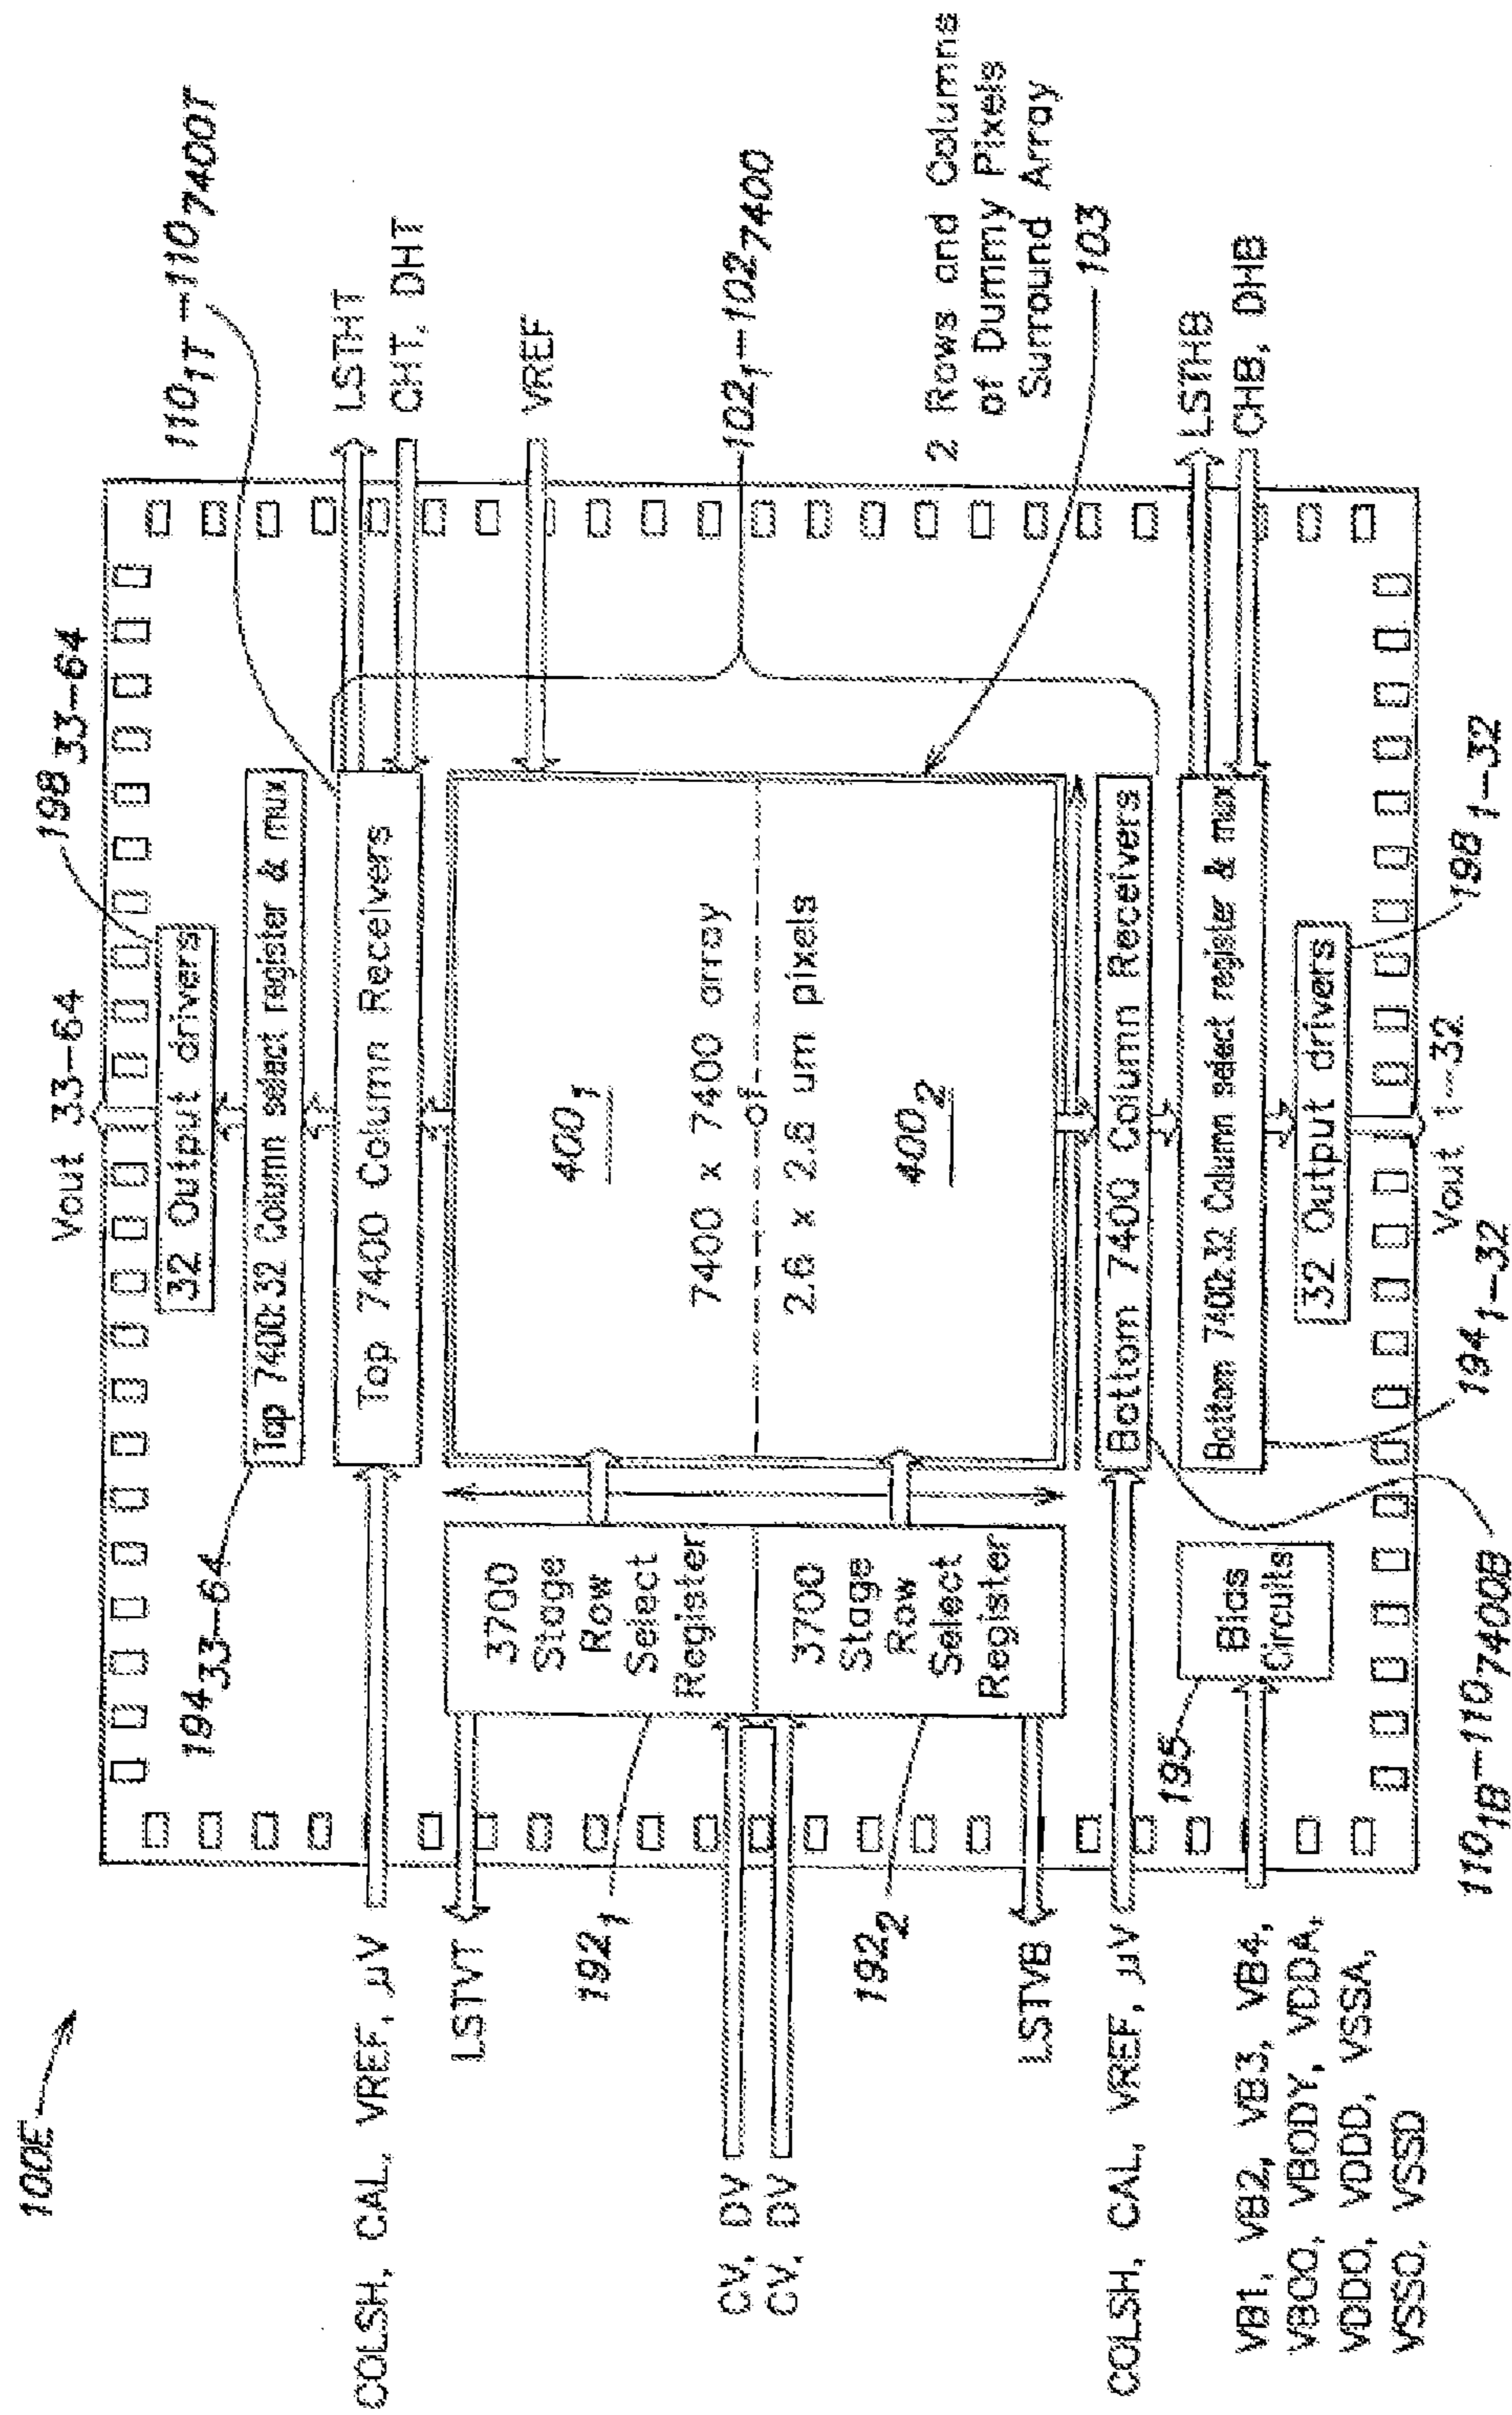 100E
Vout 33-64
198 33-64
32 Output drivers
194 33-64
Top 7400:32 Column select register & mux
110 1T - 110 7400T
COLSH, CAL, VREF, µV
Top 7400 Column Receivers
LSTHT
CHT, DHT
LSTVT
VREF
3700
Stage
Row
Select
Register
192 1
400 1
7400 x 7400 array
of
2.8 x 2.8 um pixels
102 1 - 102 7400
CV, DV
CV, DV
3700
Stage
Row
Select
Register
192 2
400 2
2 Rows and Columns
of Dummy Pixels
Surround Array
103
LSTVB
COLSH, CAL, VREF, µV
Bottom 7400 Column Receivers
LSTHB
CHB, DHB
Bottom 7400:32 Column select register & mux
195
Bias
Circuits
VB1, VB2, VB3, VB4,
VBCO, VBODY, VDDA,
VDDO, VDDD, VSSA,
VSSO, VSSD
32 Output drivers
198 1-32
Vout 1-32
194 1-32
110 1B - 110 7400B